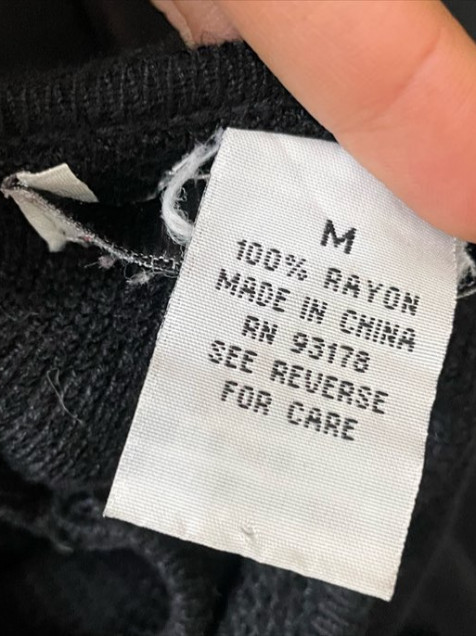 M
100% RAYON
MADE IN CHINA
RN 93178
SEE REVERSE
FOR CARE